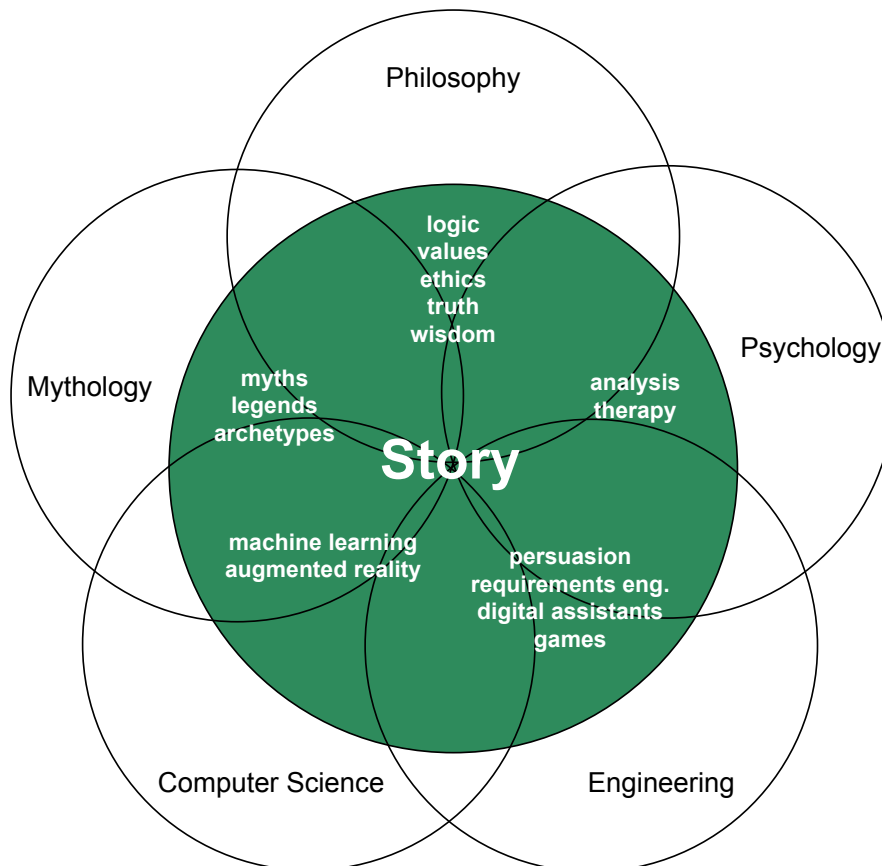 Philosophy
logic
values
ethics
truth
wisdom
Psychology
Mythology
myths
legends
archetypes
analysis
therapy
Story
machine learning
augmented reality
persuasion
requirements eng.
digital assistants
games
Computer Science
Engineering